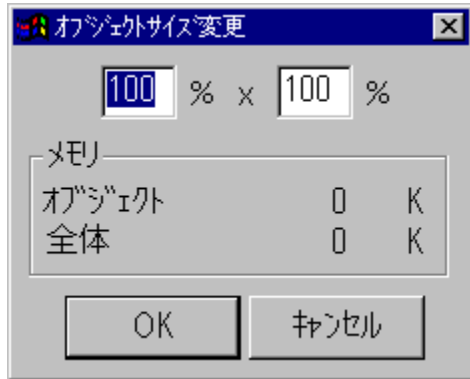 オブジェクトサイズ変更
100 % x 100 %
メモリ
オブジェクト 0 K
全体 0 K
OK キャンセル